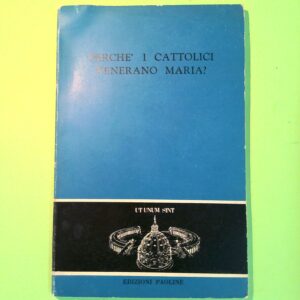 PERCHE' I CATTOLICI
VENERANO MARIA?
UT UNUM SINT
EDIZIONI PAOLINE